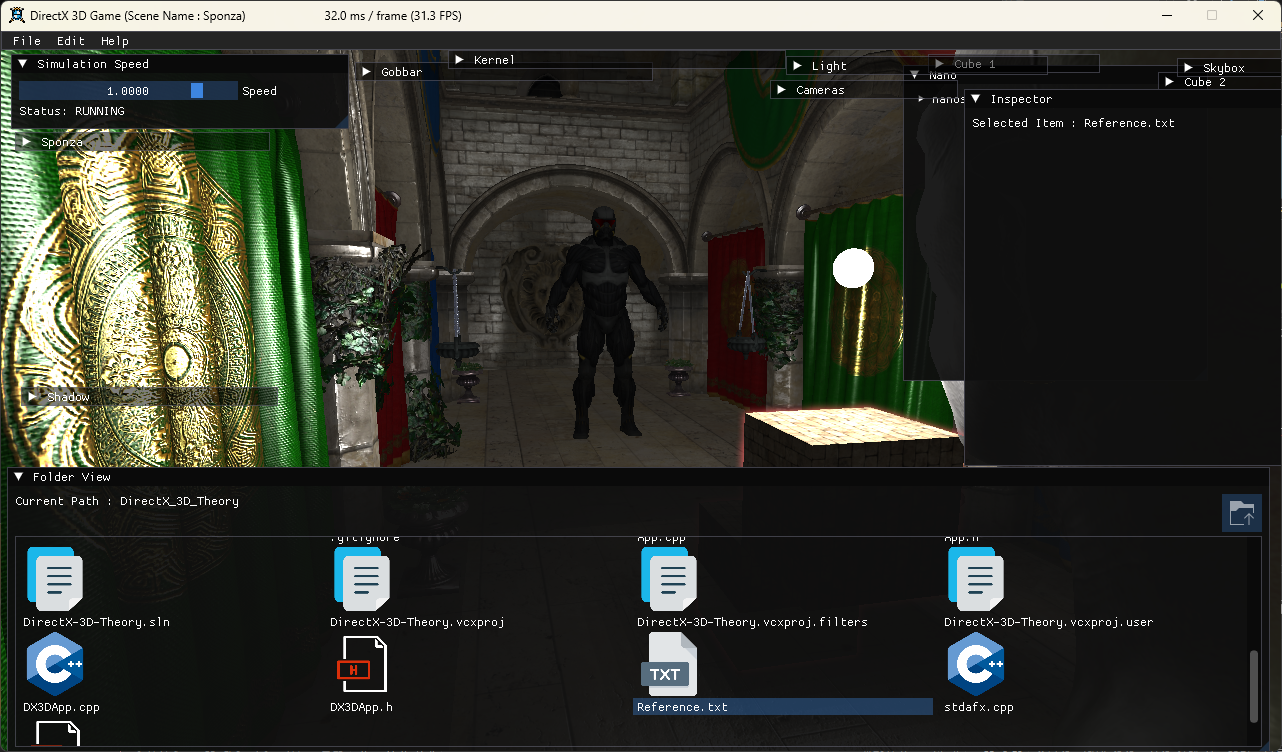 DirectX 3D Game (Scene Name : Sponza)
32.0 ms / frame (31.3 FPS)
File Edit Help
Simulation Speed
1.0000 Speed
Status: RUNNING
Sponza
Gobbar
Kernel
Light
Cameras
Cube 1
Nano
nanos
Skybox
Cube 2
Inspector
Selected Item : Reference.txt
Shadow
Folder View
Current Path : DirectX_3D_Theory
.gitignore
App.cpp
App.h
DirectX-3D-Theory.sln
DirectX-3D-Theory.vcxproj
DirectX-3D-Theory.vcxproj.filters
DirectX-3D-Theory.vcxproj.user
C++
H
TXT
C++
DX3DApp.cpp
DX3DApp.h
Reference.txt
stdafx.cpp